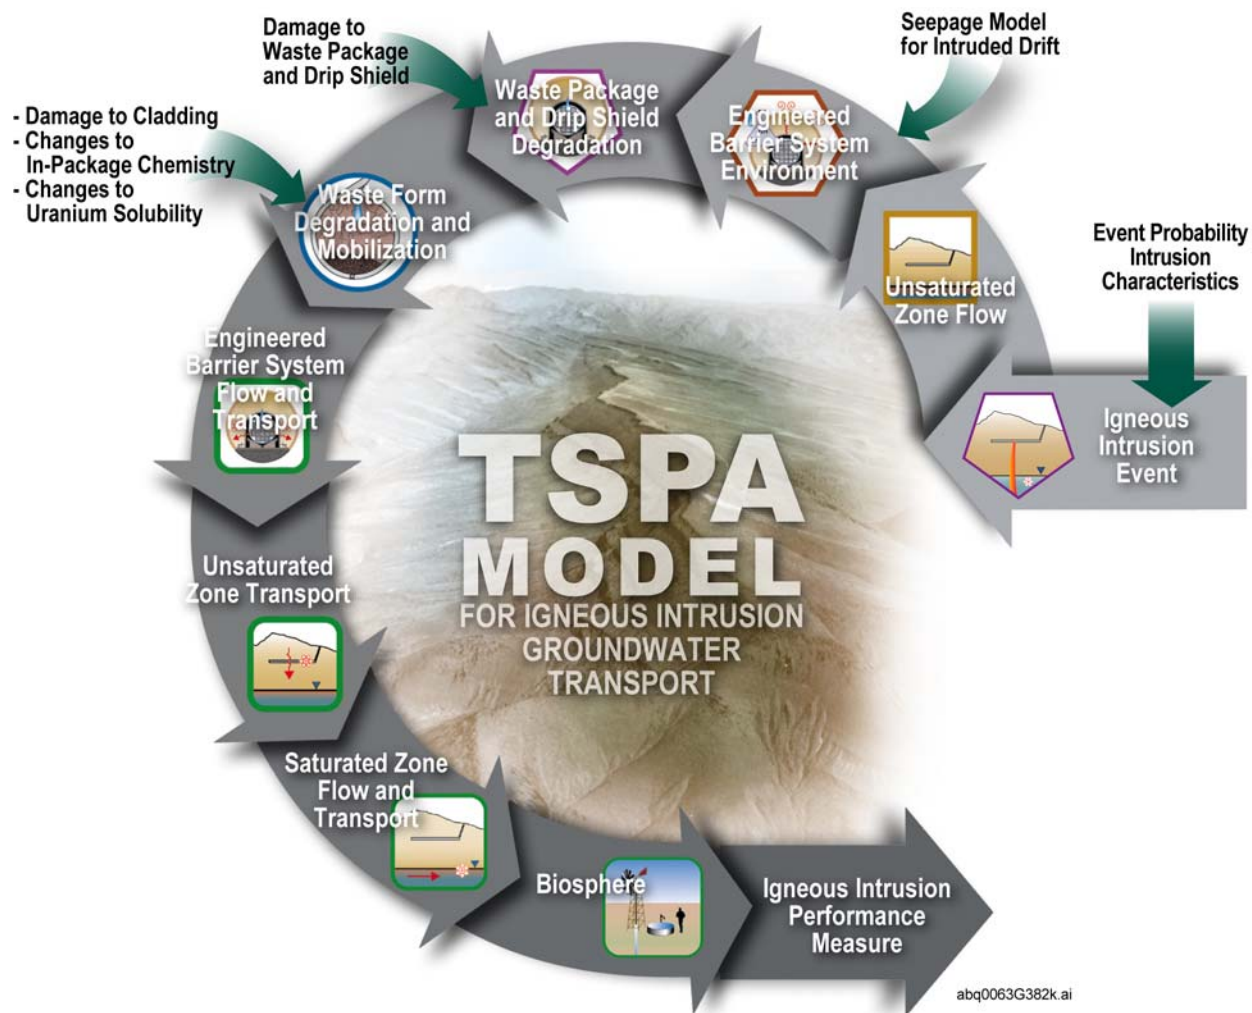 Damage to
Waste Package
and Drip Shield
Seepage Model
for Intruded Drift
- Damage to Cladding
- Changes to
In-Package Chemistry
- Changes to
Uranium Solubility
Waste Package
and Drip Shield
Degradation
Engineered
Barrier System
Environment
Waste Form
Degradation and
Mobilization
Unsaturated
Zone Flow
Event Probability
Intrusion
Characteristics
Engineered
Barrier System
Flow and
Transport
Igneous
Intrusion
Event
TSPA
MODEL
FOR IGNEOUS INTRUSION
GROUNDWATER
TRANSPORT
Unsaturated
Zone Transport
Saturated Zone
Flow and
Transport
Biosphere
Igneous Intrusion
Performance
Measure
abq0063G382k.ai